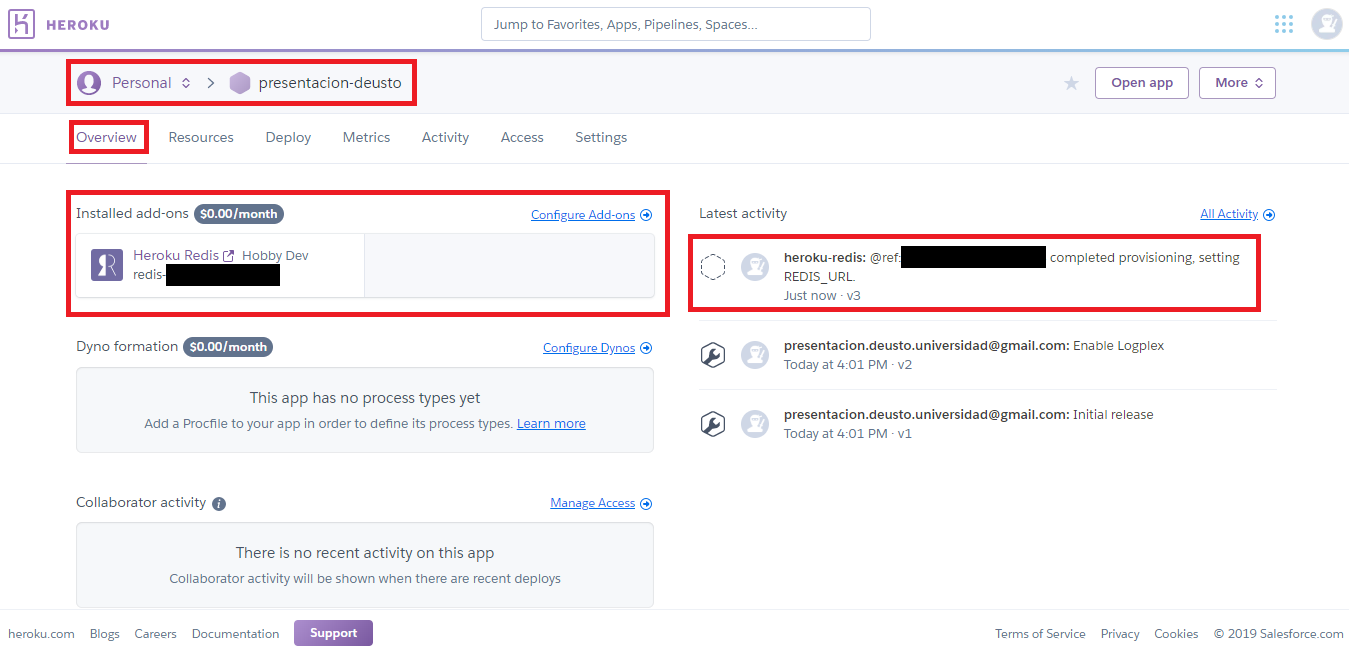 HEROKU
Jump to Favorites, Apps, Pipelines, Spaces...
Personal
presentacion-deusto
Open app
More
Overview
Resources
Deploy
Metrics
Activity
Access
Settings
Installed add-ons $0.00/month
Configure Add-ons
Heroku Redis Hobby Dev
redis-
Dyno formation $0.00/month
Configure Dynos
This app has no process types yet
Add a Procfile to your app in order to define its process types. Learn more
Collaborator activity
Manage Access
There is no recent activity on this app
Collaborator activity will be shown when there are recent deploys
Latest activity
All Activity
heroku-redis: @ref: completed provisioning, setting
REDIS_URL.
Just now · v3
presentacion.deusto.universidad@gmail.com: Enable Logplex
Today at 4:01 PM · v2
presentacion.deusto.universidad@gmail.com: Initial release
Today at 4:01 PM · v1
heroku.com
Blogs
Careers
Documentation
Support
Terms of Service
Privacy
Cookies
© 2019 Salesforce.com